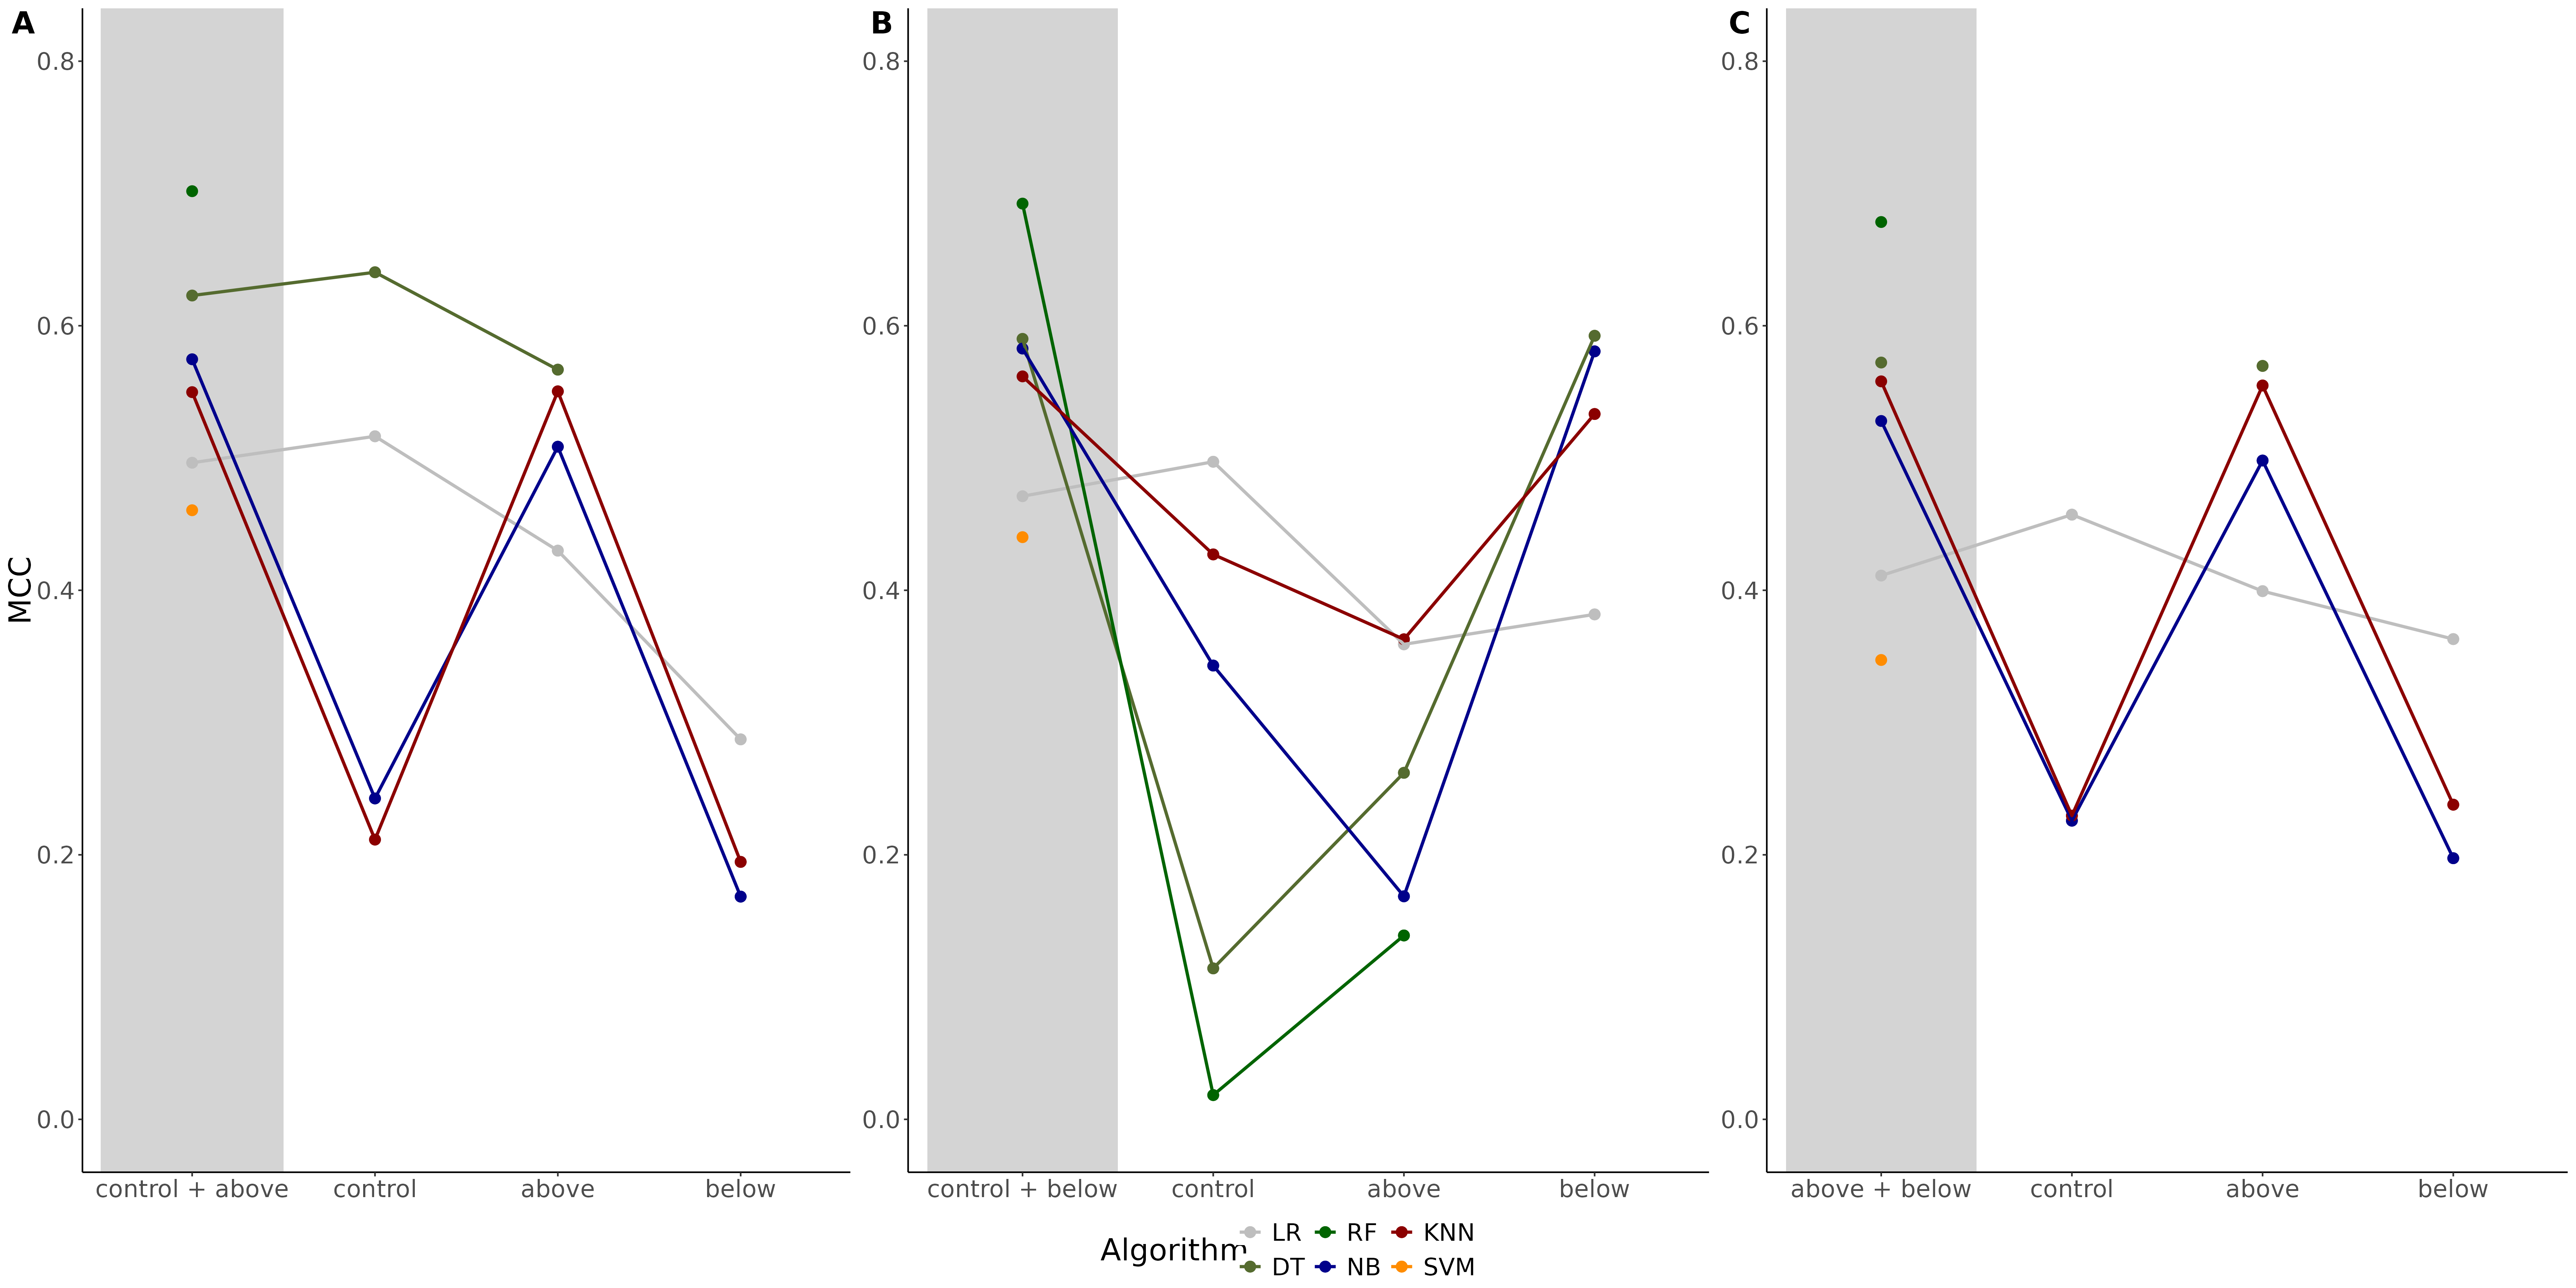 A
B
C
0.8
0.8
0.8
0.6
0.6
0.6
MCC
0.4
0.4
0.4
0.2
0.2
0.2
0.0
0.0
0.0
control + above control above below
control + below control above below
above + below control above below
Algorithm
LR RF KNN
DT NB SVM